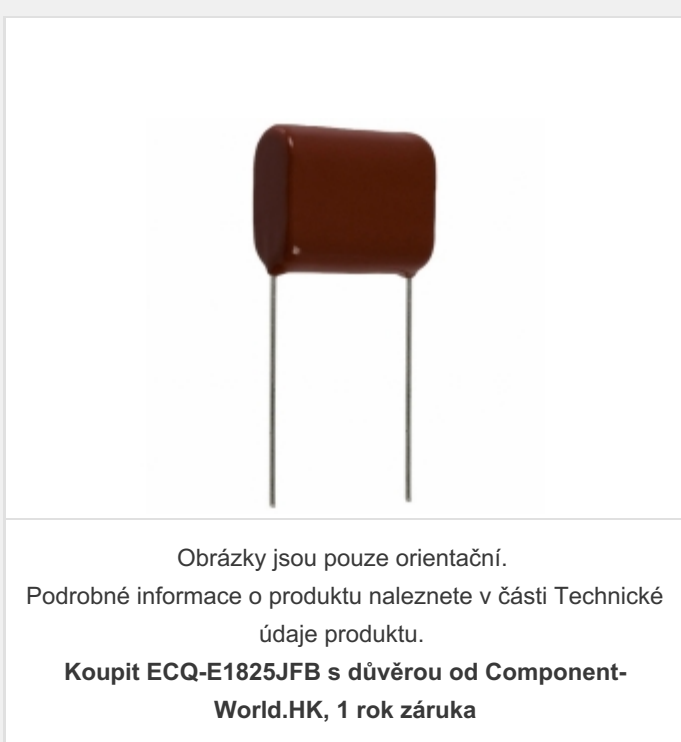 Obrázky jsou pouze orientační.
Podrobné informace o produktu naleznete v části Technické
údaje produktu.
Koupit ECQ-E1825JFB s důvěrou od Component-
World.HK, 1 rok záruka